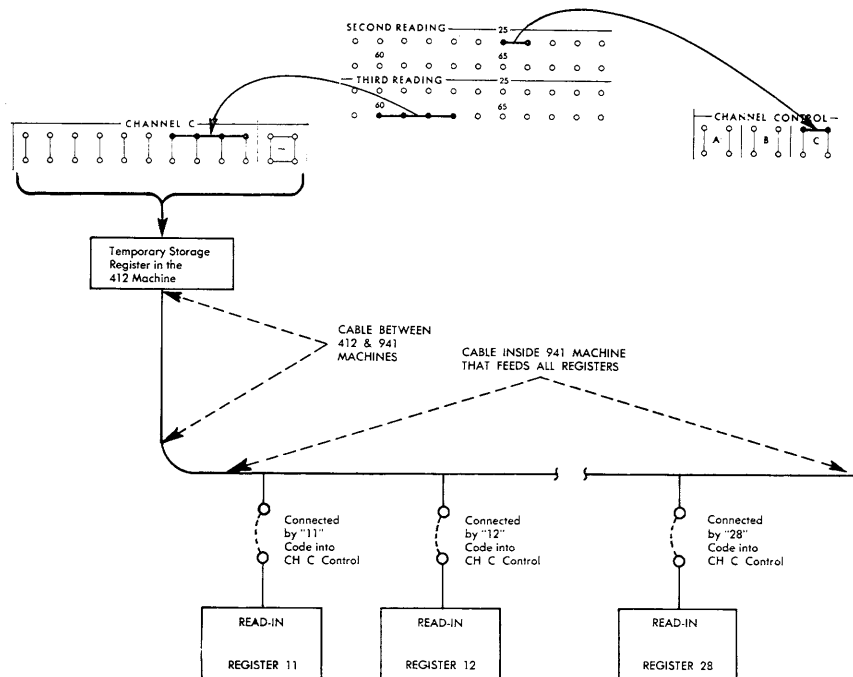 SECOND READING 25
60 65
THIRD READING 25
60 65
CHANNEL C
−
CHANNEL CONTROL
A B C
Temporary Storage
Register in the
412 Machine
CABLE BETWEEN
412 & 941
MACHINES
CABLE INSIDE 941 MACHINE
THAT FEEDS ALL REGISTERS
Connected
by "11"
Code into
CH C Control
Connected
by "12"
Code into
CH C Control
Connected
by "28"
Code into
CH C Control
READ-IN
REGISTER 11
READ-IN
REGISTER 12
READ-IN
REGISTER 28